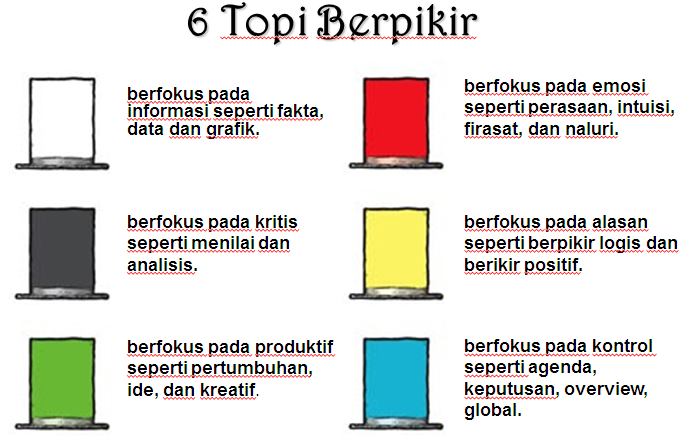 6 Topi Berpikir
berfokus pada
informasi seperti fakta,
data dan grafik.
berfokus pada emosi
seperti perasaan, intuisi,
firasat, dan naluri.
berfokus pada kritis
seperti menilai dan
analisis.
berfokus pada alasan
seperti berpikir logis dan
berikir positif.
berfokus pada produktif
seperti pertumbuhan,
ide, dan kreatif.
berfokus pada kontrol
seperti agenda,
keputusan, overview,
global.